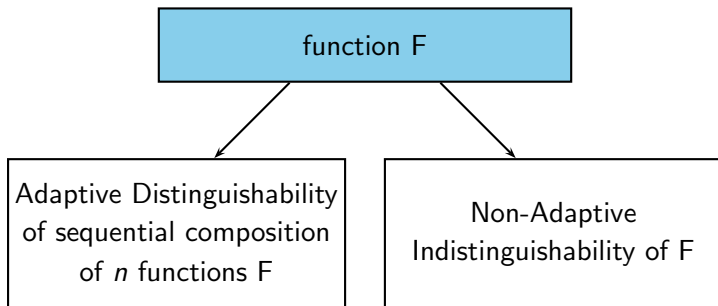 function F
Adaptive Distinguishability
of sequential composition
of n functions F
Non-Adaptive
Indistinguishability of F